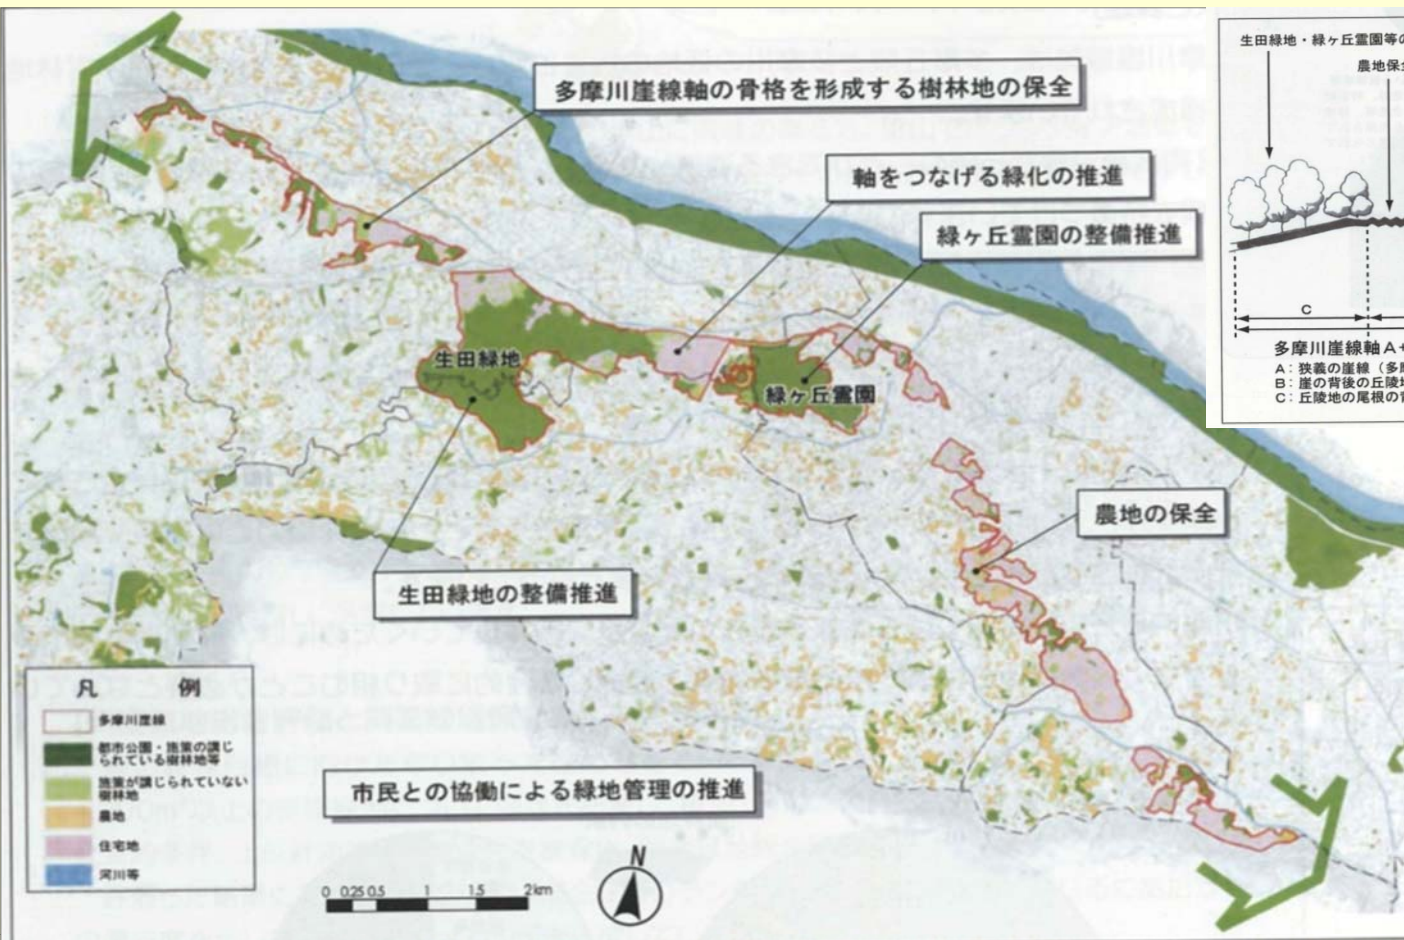 多摩川崖線軸の骨格を形成する樹林地の保全
軸をつなげる緑化の推進
緑ヶ丘霊園の整備推進
生田緑地
緑ヶ丘霊園
農地の保全
生田緑地の整備推進
市民との協働による緑地管理の推進
凡 例
多摩川崖線
都市公園・施策の講じ
られている樹林地等
施策が講じられていない
樹林地
農地
住宅地
河川等
0 0.25 0.5 1 1.5 2km
N
生田緑地・緑ヶ丘霊園等の
農地保全
C
多摩川崖線軸A+
A：狭義の崖線（多摩
B：崖の背後の丘陵地
C：丘陵地の尾根の背